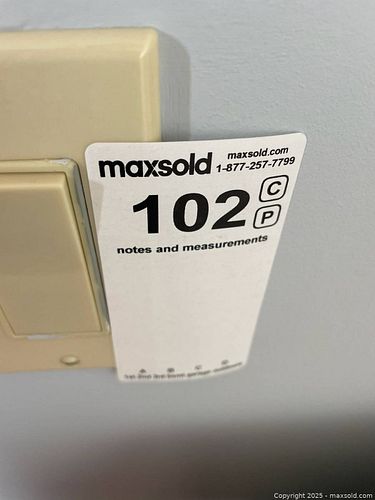 maxsold maxsold.com
1-877-257-7799
102 C
P
notes and measurements
A B C D
Copyright 2025 - maxsold.com